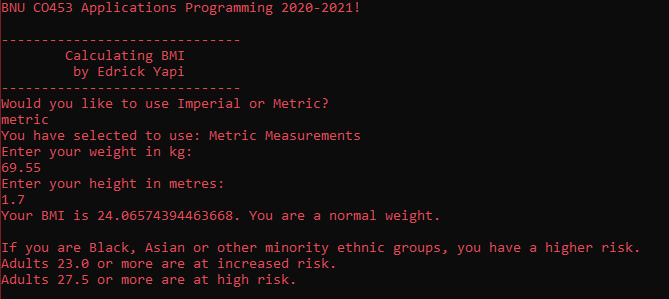 BNU CO453 Applications Programming 2020-2021!
------------------------------
Calculating BMI
by Edrick Yapi
------------------------------
Would you like to use Imperial or Metric?
metric
You have selected to use: Metric Measurements
Enter your weight in kg:
69.55
Enter your height in metres:
1.7
Your BMI is 24.06574394463668. You are a normal weight.
If you are Black, Asian or other minority ethnic groups, you have a higher risk.
Adults 23.0 or more are at increased risk.
Adults 27.5 or more are at high risk.